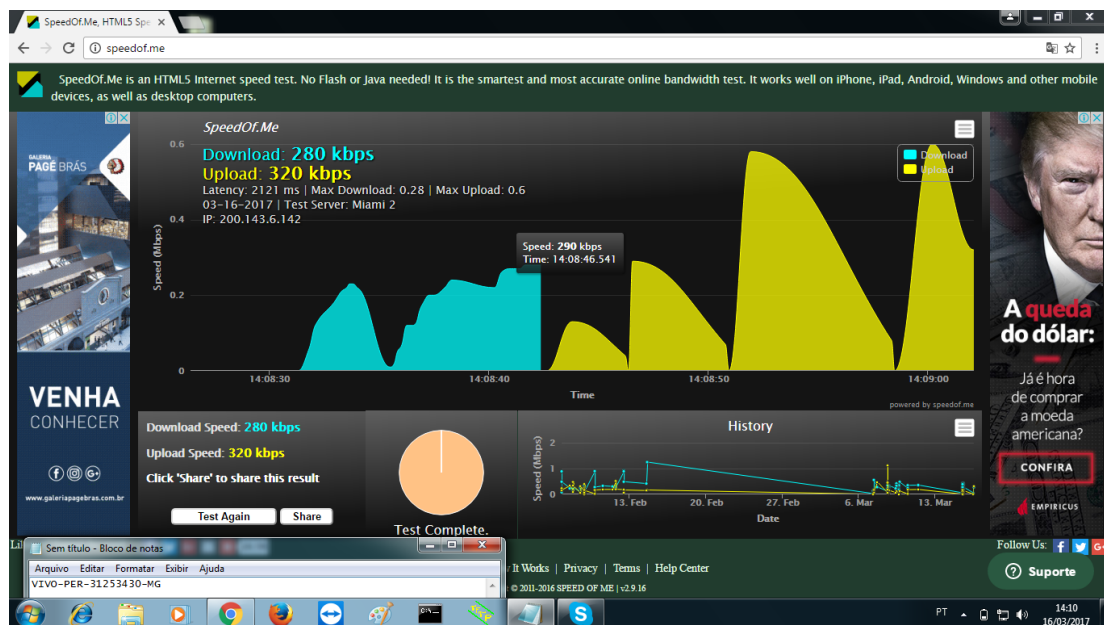 SpeedOf.Me, HTML5 Spe
speedof.me
SpeedOf.Me is an HTML5 Internet speed test. No Flash or Java needed! It is the smartest and most accurate online bandwidth test. It works well on iPhone, iPad, Android, Windows and other mobile
devices, as well as desktop computers.
GALERIA
PAGÉ BRÁS
VENHA
CONHECER
www.galeriapagebras.com.br
SpeedOf.Me
Download: 280 kbps
Upload: 320 kbps
Latency: 2121 ms | Max Download: 0.28 | Max Upload: 0.6
03-16-2017 | Test Server: Miami 2
IP: 200.143.6.142
Download
Upload
Speed: 290 kbps
Time: 14:08:46.541
Speed (Mbps)
0.6
0.4
0.2
0
14:08:30
14:08:40
14:08:50
14:09:00
Time
powered by speedof.me
A queda
do dólar:
Já é hora
de comprar
a moeda
americana?
CONFIRA
EMPIRICUS
Download Speed: 280 kbps
Upload Speed: 320 kbps
Click 'Share' to share this result
Test Again
Share
Test Complete.
History
Speed (Mbps)
2
1
0
13. Feb
20. Feb
27. Feb
6. Mar
13. Mar
Date
Follow Us:
It Works | Privacy | Terms | Help Center
© 2011-2016 SPEED OF ME | v2.9.16
Suporte
Sem título - Bloco de notas
Arquivo Editar Formatar Exibir Ajuda
VIVO-PER-31253430-MG
PT
14:10
16/03/2017